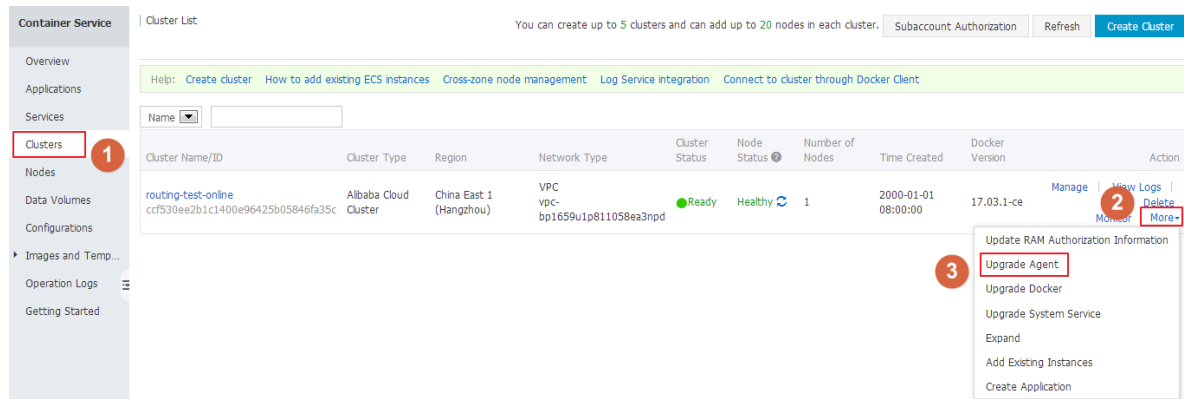 Container Service
Overview
Applications
Services
Clusters
1
Nodes
Data Volumes
Configurations
Images and Temp...
Operation Logs
Getting Started
Cluster List
You can create up to 5 clusters and can add up to 20 nodes in each cluster.
Subaccount Authorization
Refresh
Create Cluster
Help: Create cluster How to add existing ECS instances Cross-zone node management Log Service integration Connect to cluster through Docker Client
Name
Cluster Name/ID
Cluster Type
Region
Network Type
Cluster
Status
Node
Status
Number of
Nodes
Time Created
Docker
Version
Action
routing-test-online
ccf530ee2b1c1400e96425b05846fa35c
Alibaba Cloud
Cluster
China East 1
(Hangzhou)
VPC
vpc-
bp1659u1p811058ea3npd
Ready
Healthy
1
2000-01-01
08:00:00
17.03.1-ce
Manage
View Logs
2
Delete
Monitor
More
Update RAM Authorization Information
3
Upgrade Agent
Upgrade Docker
Upgrade System Service
Expand
Add Existing Instances
Create Application